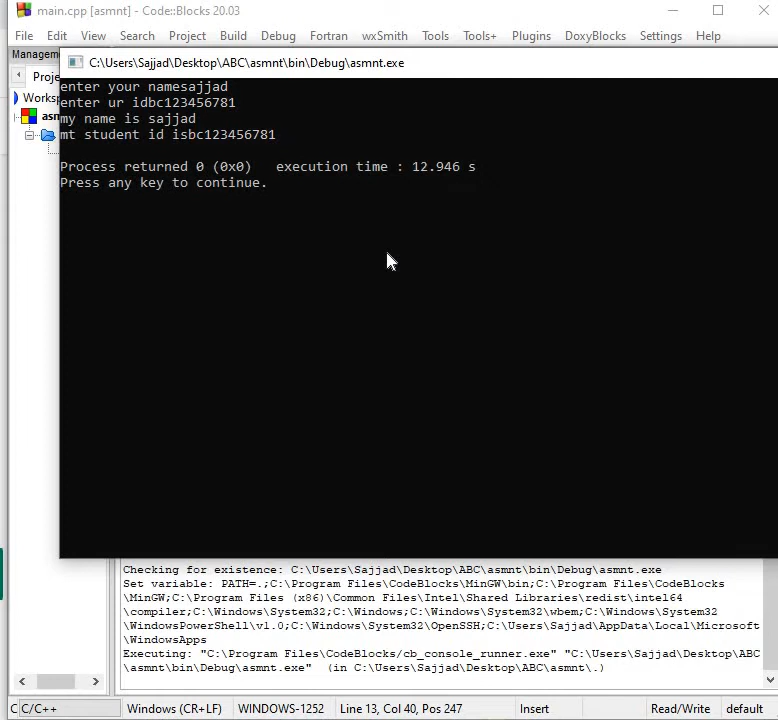 main.cpp [asmnt] - Code::Blocks 20.03
File Edit View Search Project Build Debug Fortran wxSmith Tools Tools+ Plugins DoxyBlocks Settings Help
C:\Users\Sajjad\Desktop\ABC\asmnt\bin\Debug\asmnt.exe
enter your namesajjad
enter ur idbc123456781
my name is sajjad
mt student id isbc123456781
Process returned 0 (0x0)   execution time : 12.946 s
Press any key to continue.
Checking for existence: C:\Users\Sajjad\Desktop\ABC\asmnt\bin\Debug\asmnt.exe
Set variable: PATH=.;C:\Program Files\CodeBlocks\MinGW\bin;C:\Program Files\CodeBlocks
\MinGW;C:\Program Files (x86)\Common Files\Intel\Shared Libraries\redist\intel64
\compiler;C:\Windows\System32;C:\Windows;C:\Windows\System32\wbem;C:\Windows\System32
\WindowsPowerShell\v1.0;C:\Windows\System32\OpenSSH;C:\Users\Sajjad\AppData\Local\Microsoft
\WindowsApps
Executing: "C:\Program Files\CodeBlocks/cb_console_runner.exe" "C:\Users\Sajjad\Desktop\ABC
\asmnt\bin\Debug\asmnt.exe"  (in C:\Users\Sajjad\Desktop\ABC\asmnt\.)
C/C++ Windows (CR+LF) WINDOWS-1252 Line 13, Col 40, Pos 247 Insert Read/Write default